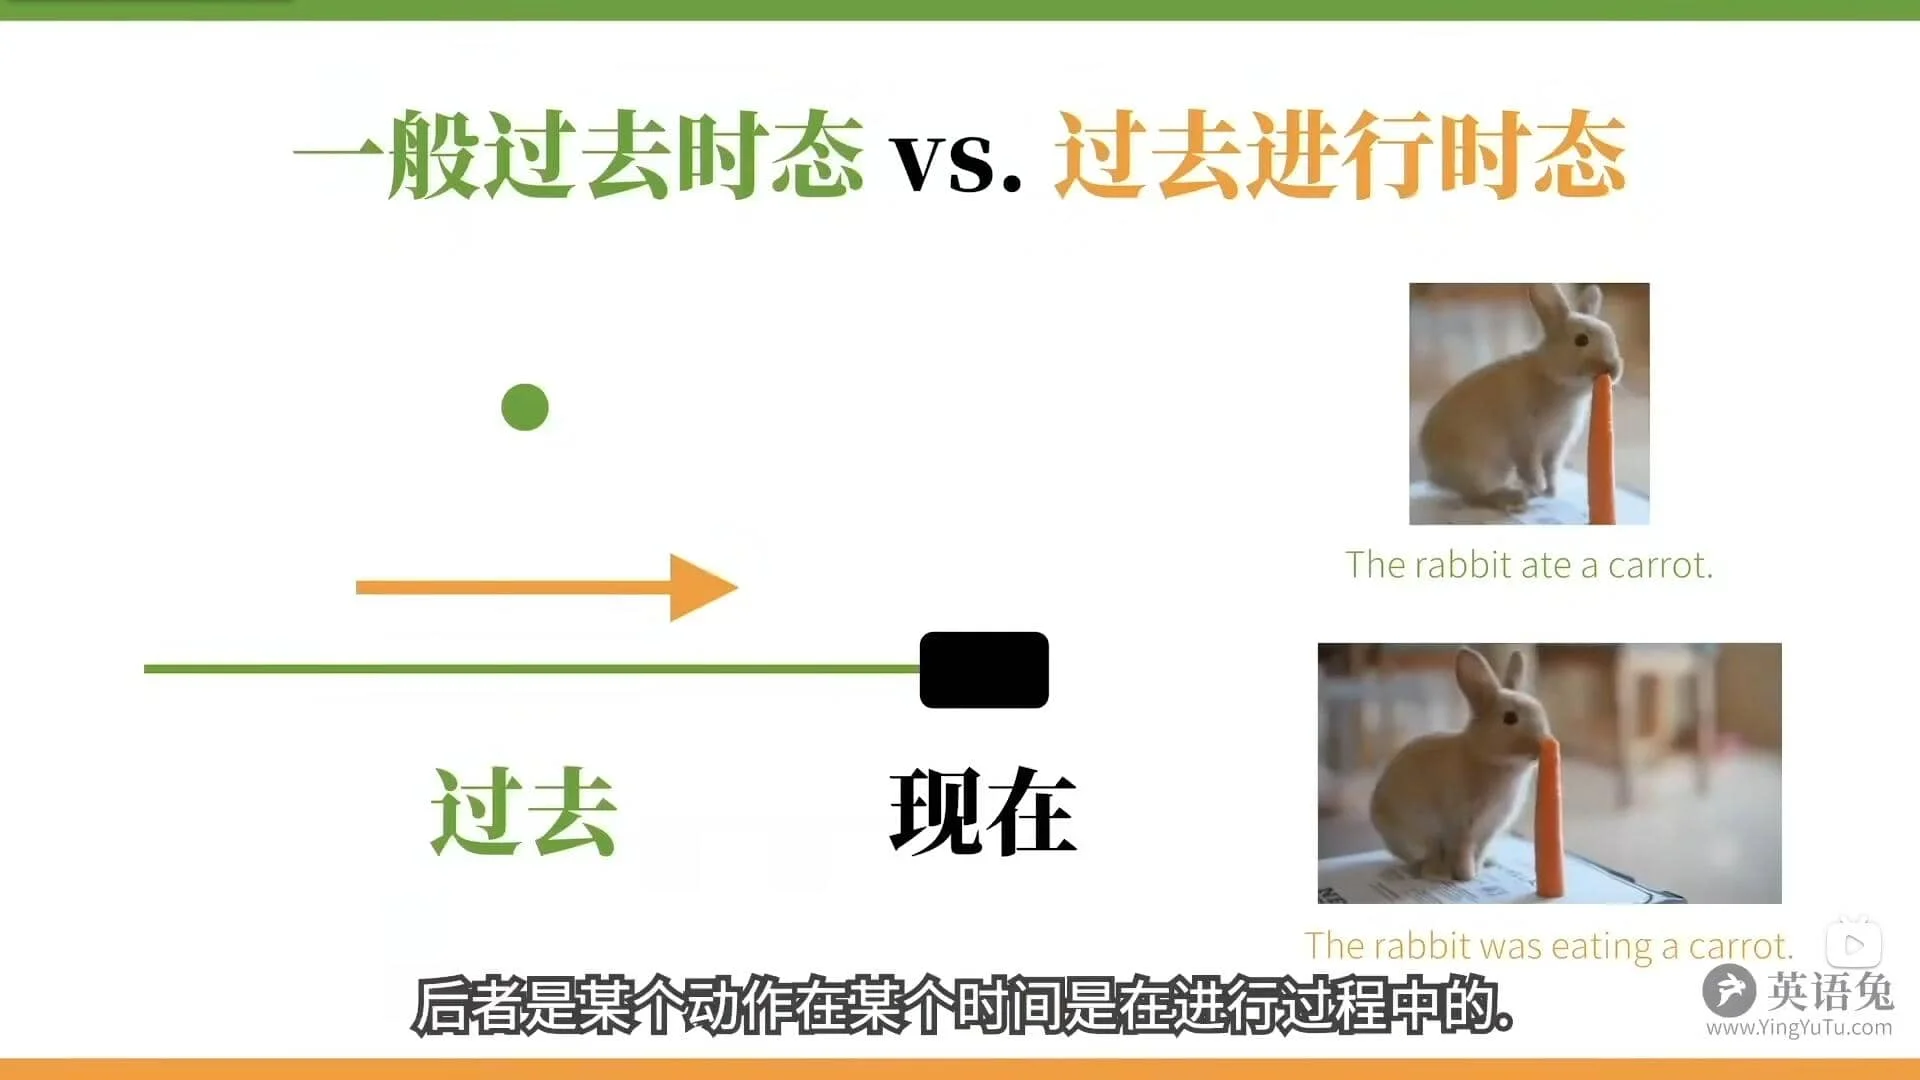 一般过去时态 vs. 过去进行时态
The rabbit ate a carrot.
过去 现在
The rabbit was eating a carrot.
后者是某个动作在某个时间是在进行过程中的.
英语兔
www.YingYuTu.com